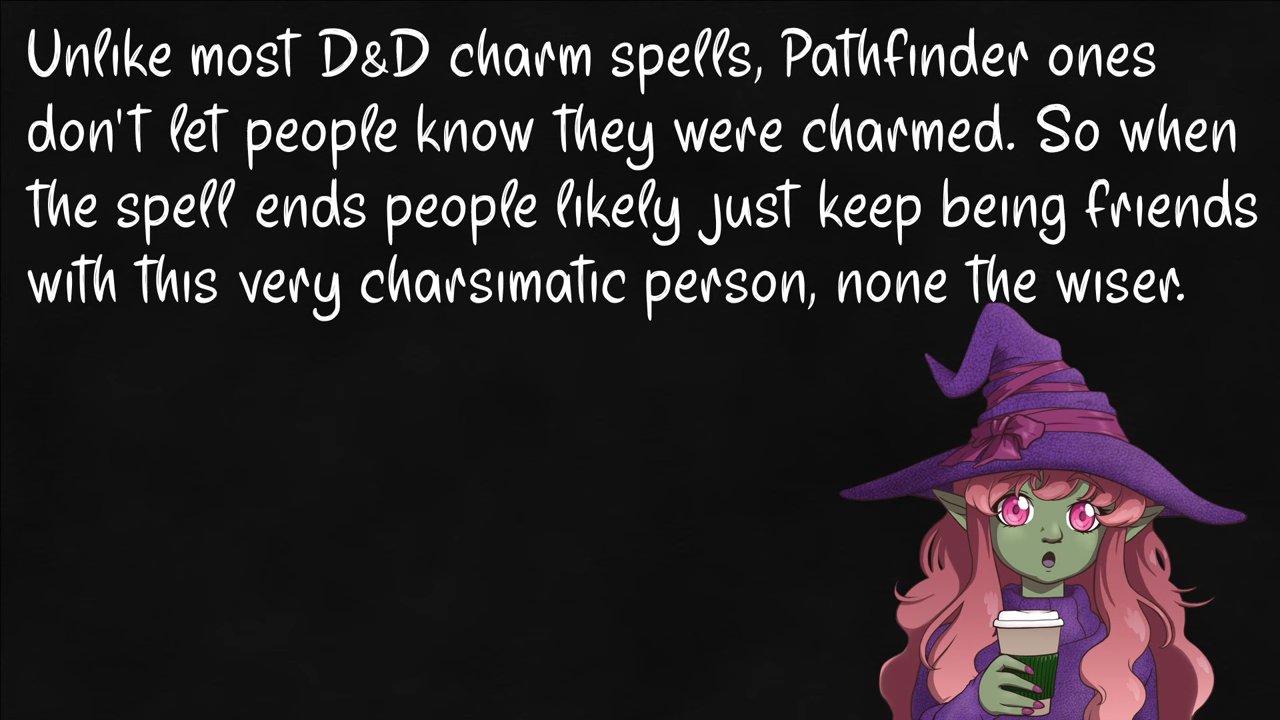 Unlike most D&D charm spells, Pathfinder ones
don't let people know they were charmed. So when
the spell ends people likely just keep being friends
with this very charsimatic person, none the wiser.